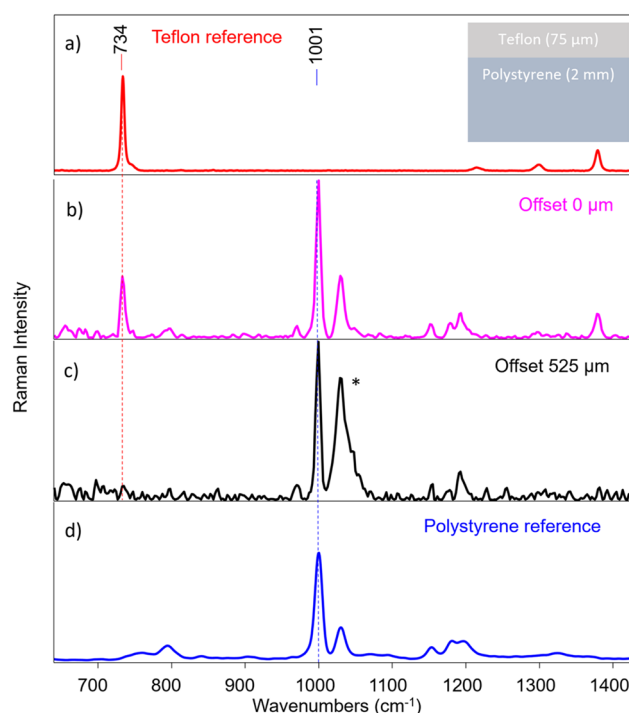 a)
734
Teflon reference
1001
Teflon (75 µm)
Polystyrene (2 mm)
b)
Offset 0 µm
c)
Offset 525 µm
*
d)
Polystyrene reference
Raman Intensity
700 800 900 1000 1100 1200 1300 1400
Wavenumbers (cm⁻¹)